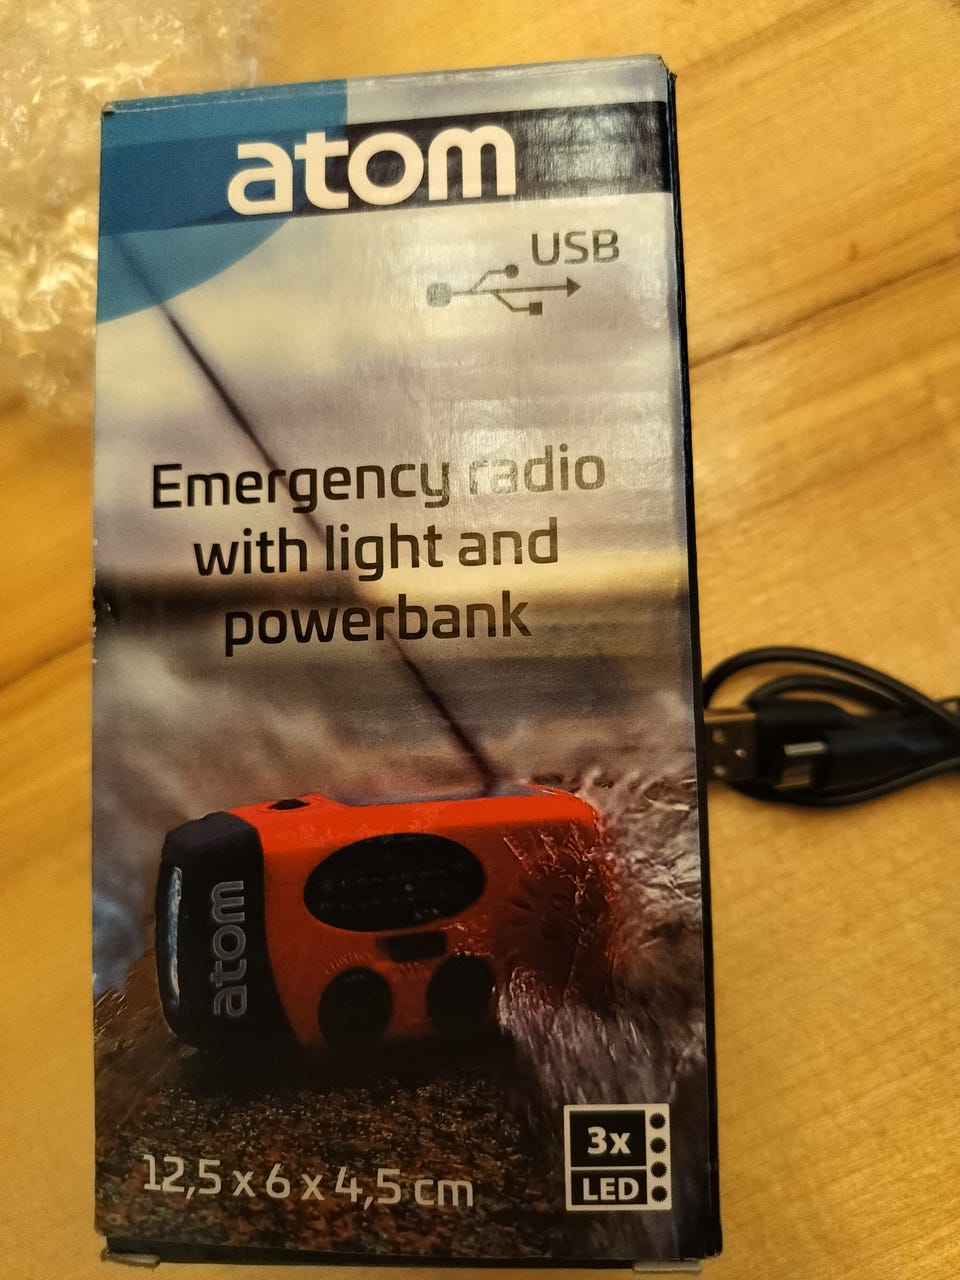 atom
USB
Emergency radio
with light and
powerbank
atom
12,5 x 6 x 4,5 cm
3x
LED